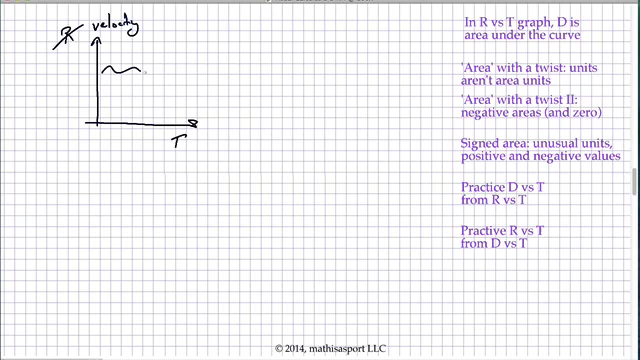 R velocity
T
In R vs T graph, D is
area under the curve
'Area' with a twist: units
aren't area units
'Area' with a twist II:
negative areas (and zero)
Signed area: unusual units,
positive and negative values
Practice D vs T
from R vs T
Practive R vs T
from D vs T
© 2014, mathisasport LLC